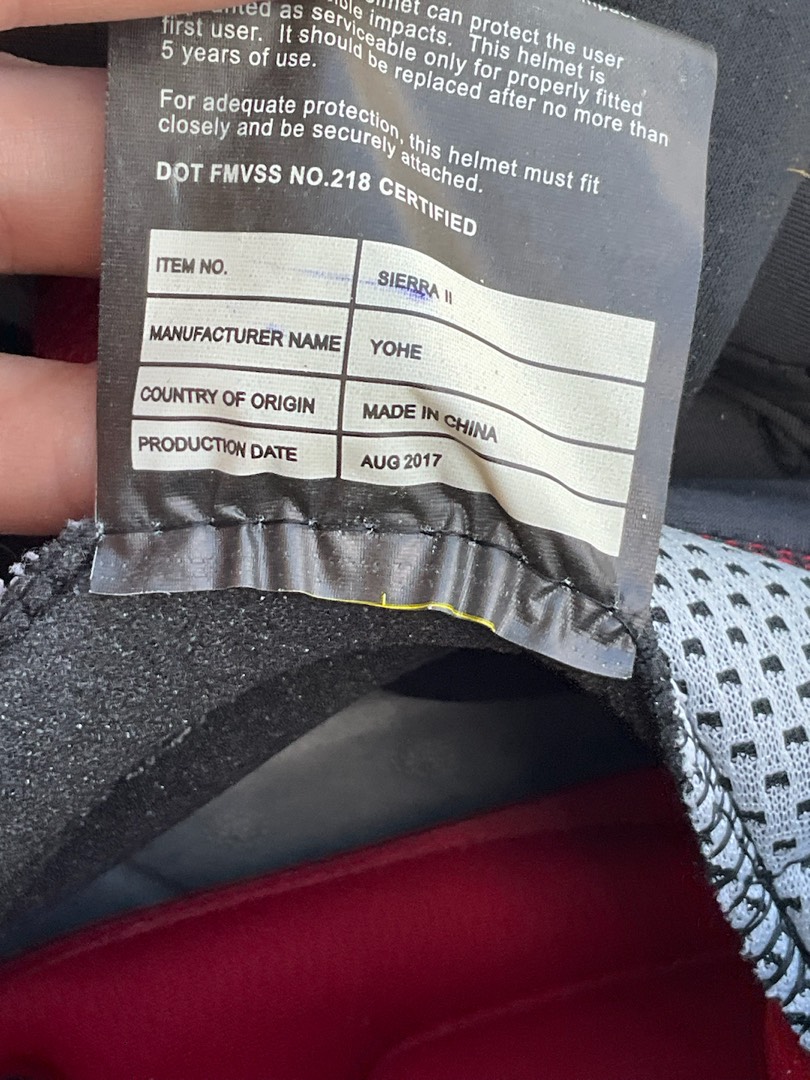 can protect the user
impacts. This helmet is
as serviceable only for properly fitted
first user. It should be replaced after no more than
5 years of use.
For adequate protection, this helmet must fit
closely and be securely attached.
DOT FMVSS NO.218 CERTIFIED
ITEM NO. SIERRA II
MANUFACTURER NAME YOHE
COUNTRY OF ORIGIN MADE IN CHINA
PRODUCTION DATE AUG 2017